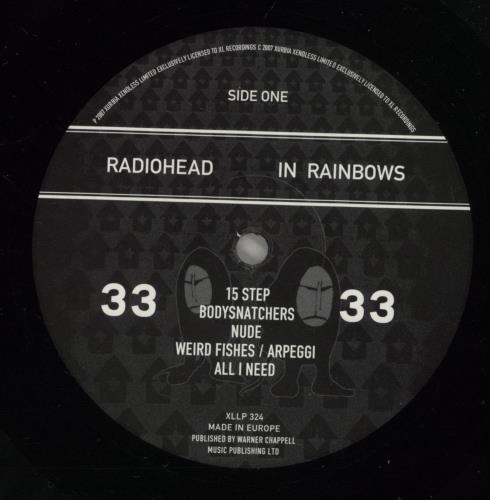 P 2007 XURBIA XENDLESS LIMITED EXCLUSIVELY LICENSED TO XL RECORDINGS C 2007 XURBIA XENDLESS LIMITED EXCLUSIVELY LICENSED TO XL RECORDINGS
SIDE ONE
RADIOHEAD IN RAINBOWS
33 33
15 STEP
BODYSNATCHERS
NUDE
WEIRD FISHES / ARPEGGI
ALL I NEED
XLLP 324
MADE IN EUROPE
PUBLISHED BY WARNER CHAPPELL
MUSIC PUBLISHING LTD